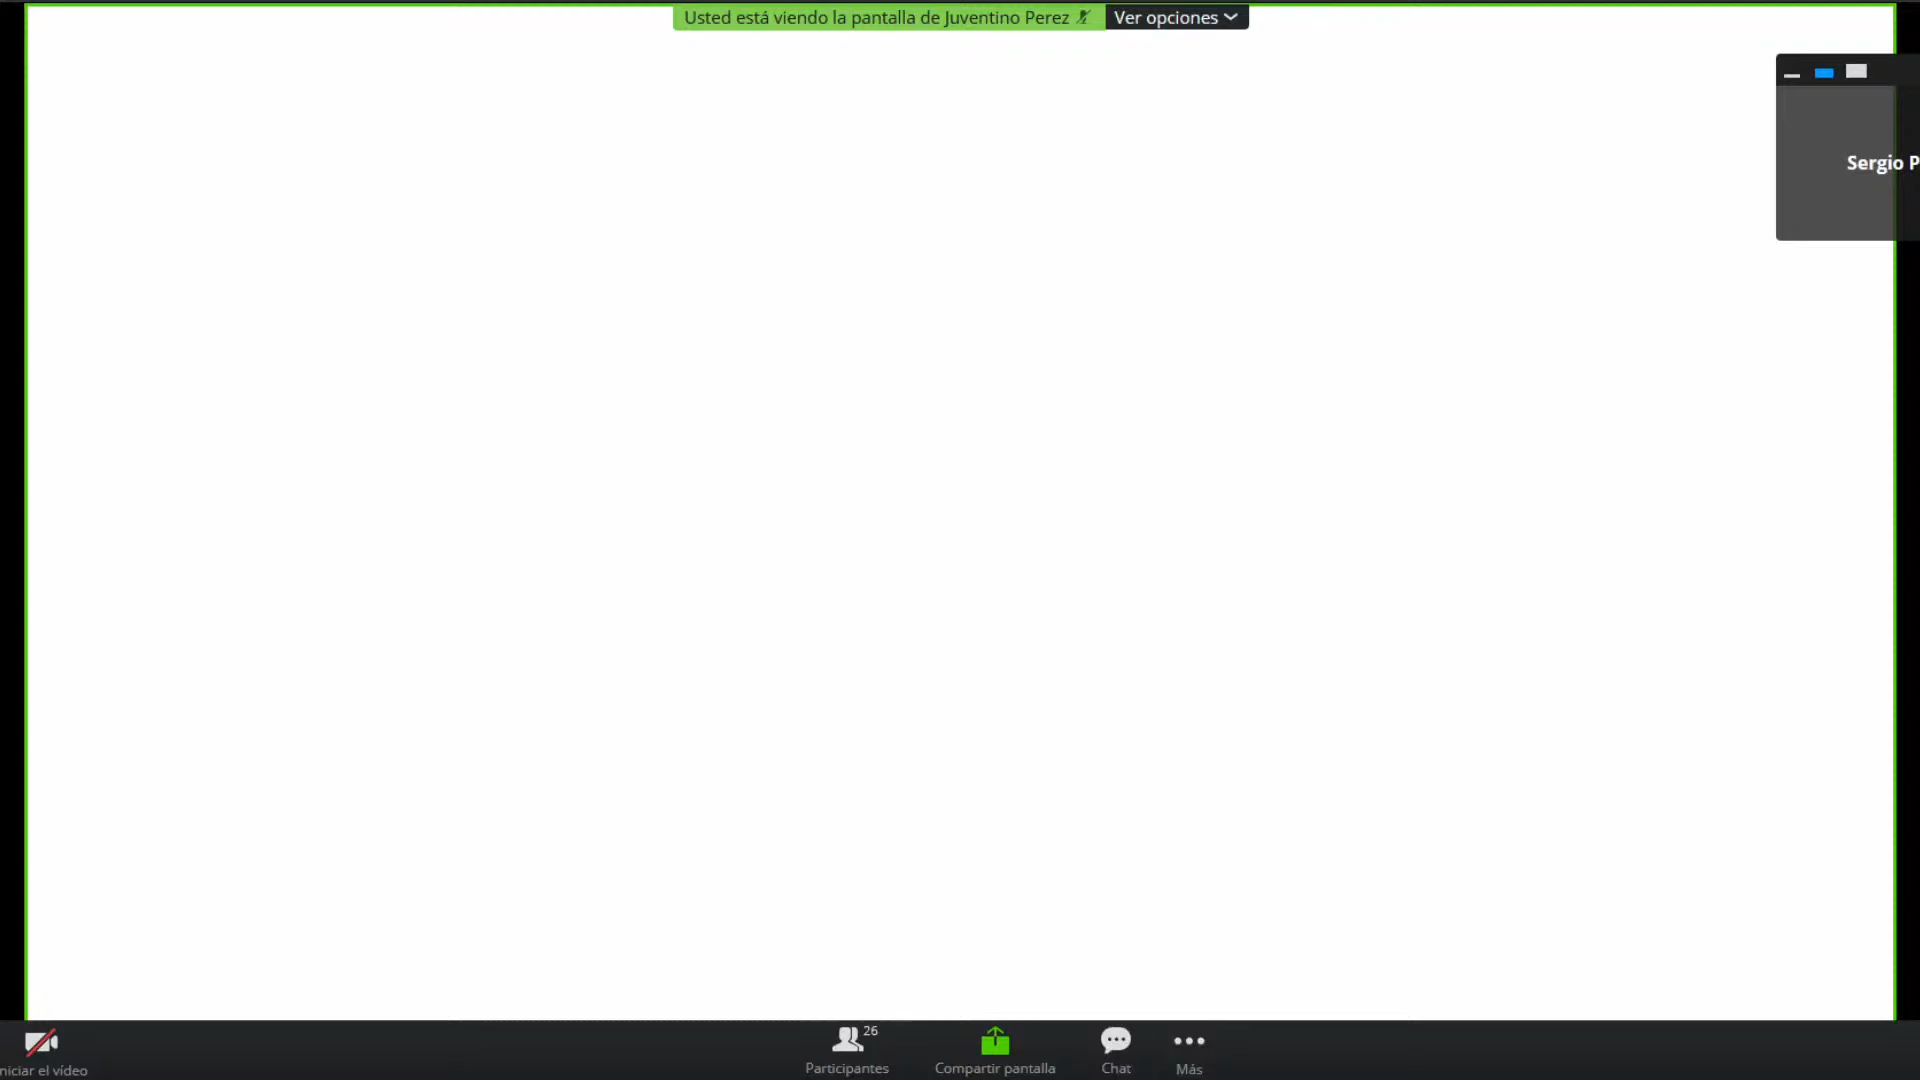 Usted está viendo la pantalla de Juventino Perez
Ver opciones
Sergio P
niciar el vídeo
26
Participantes
Compartir pantalla
Chat
Más